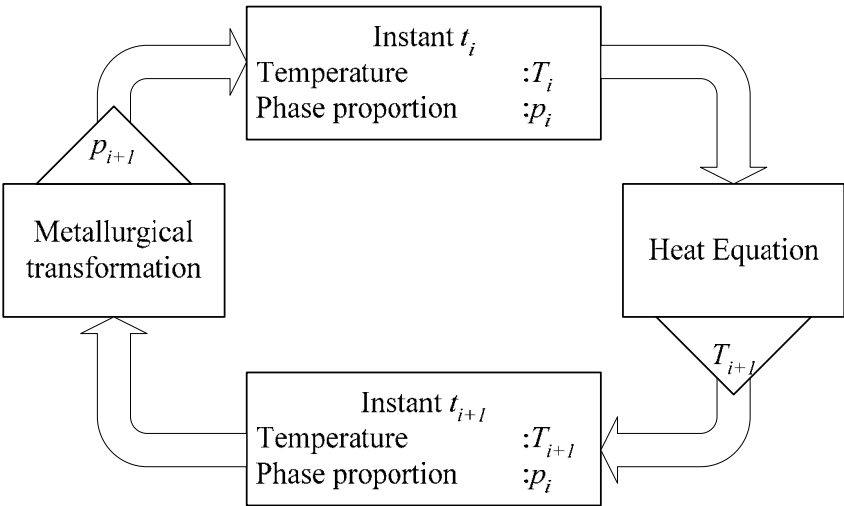 Instant t_i
Temperature :T_i
Phase proportion :p_i
p_{i+1}
Metallurgical
transformation
Heat Equation
T_{i+1}
Instant t_{i+1}
Temperature :T_{i+1}
Phase proportion :p_i